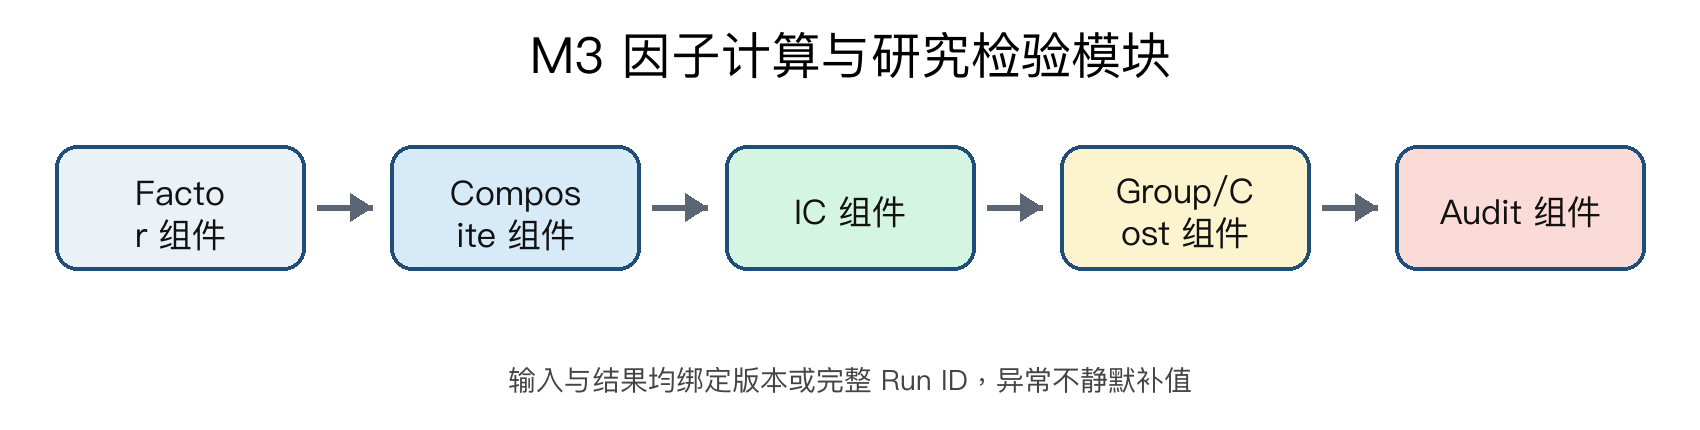 M3 因子计算与研究检验模块
Facto
r 组件
Compos
ite 组件
IC 组件
Group/C
ost 组件
Audit 组件
输入与结果均绑定版本或完整 Run ID，异常不静默补值